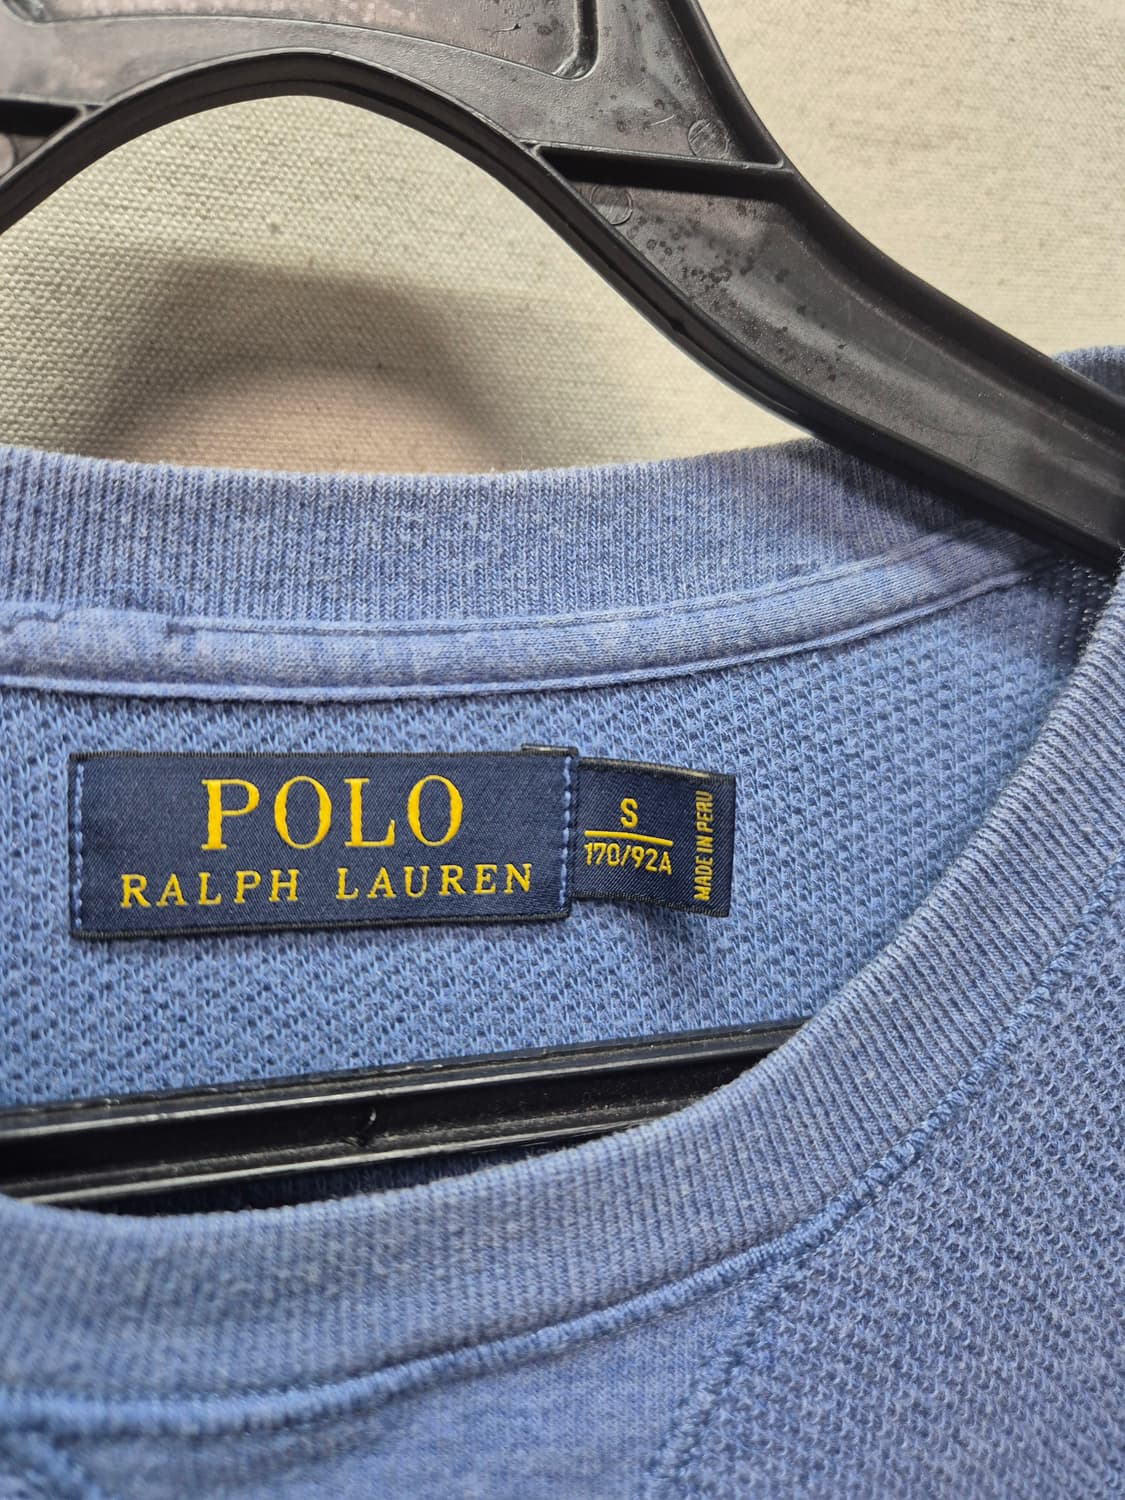 POLO
RALPH LAUREN
S
170/92A
MADE IN PERU